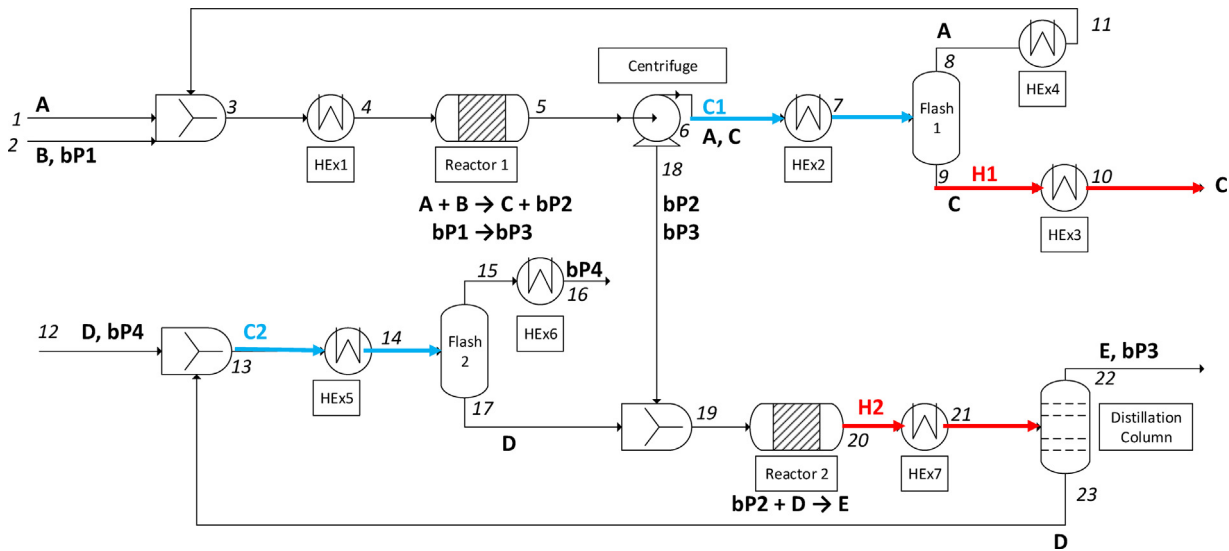 11
A
8
HEx4
Centrifuge
1
A
2
B, bP1
3
HEx1
4
Reactor 1
5
A + B → C + bP2
bP1 →bP3
6
C1
A, C
HEx2
7
Flash
1
9
H1
C
HEx3
10
C
18
bP2
bP3
12
D, bP4
C2
13
HEx5
14
Flash
2
15
HEx6
bP4
16
17
D
19
Reactor 2
bP2 + D → E
H2
20
HEx7
21
E, bP3
22
Distillation
Column
23
D